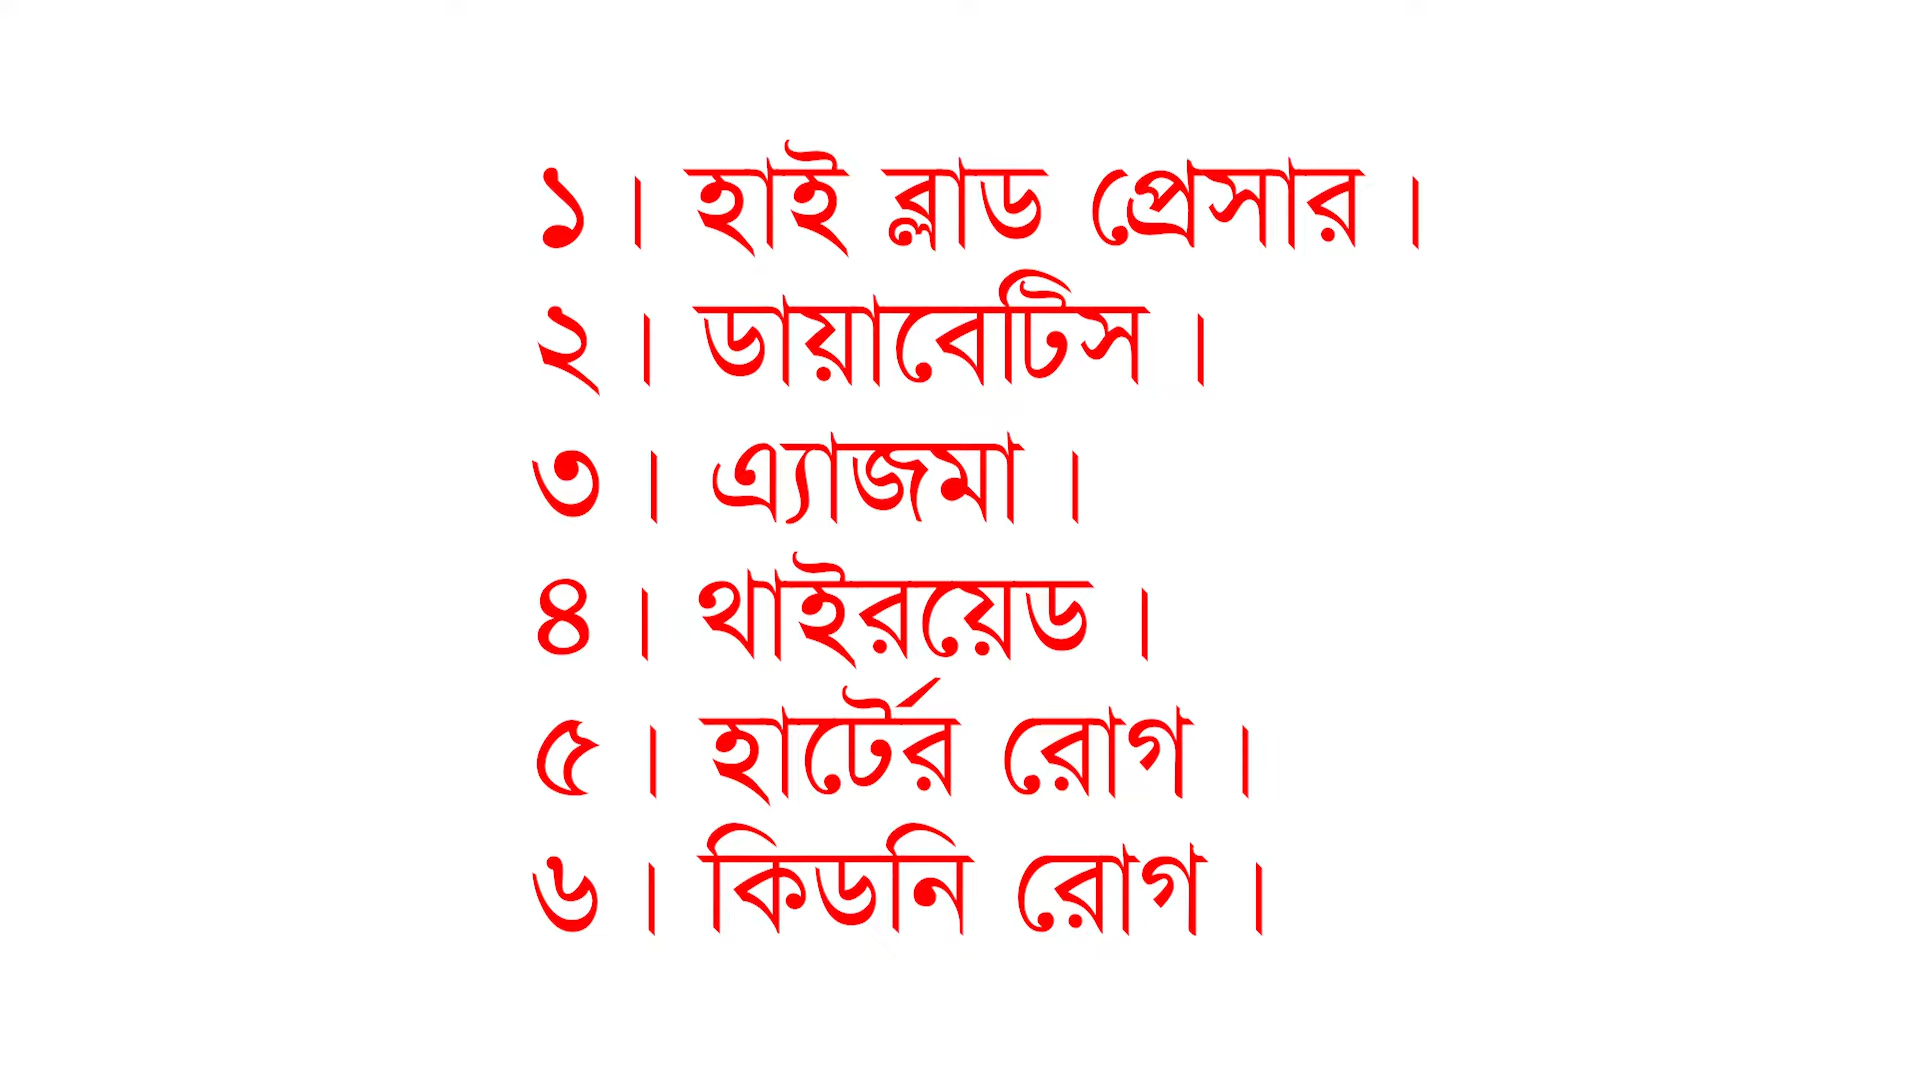 ১। হাই ব্লাড প্রেসার।
২। ডায়াবেটিস।
৩। এ্যাজমা।
৪। থাইরয়েড।
৫। হার্টের রোগ।
৬। কিডনি রোগ।